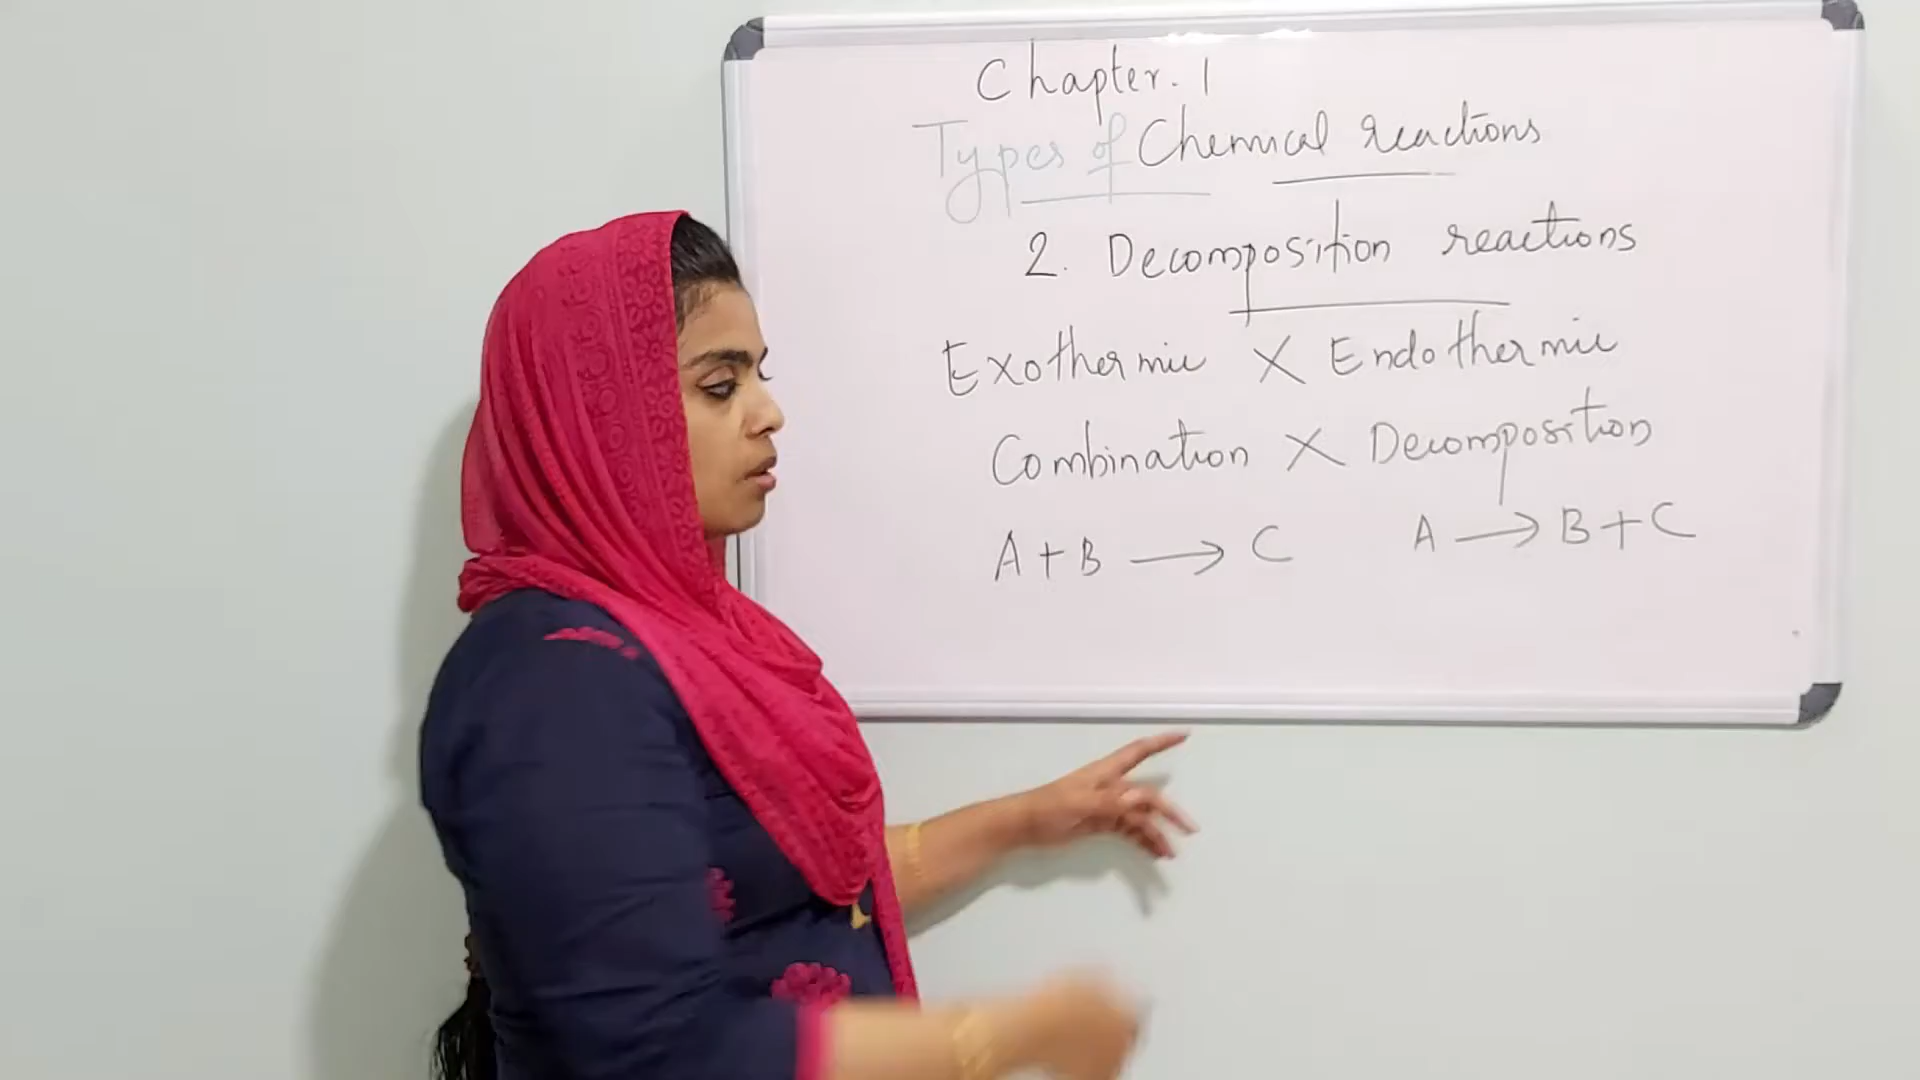 Chapter. 1
Types of Chemical reactions
2. Decomposition reactions
Exothermic X Endothermic
Combination X Decomposition
A + B → C A → B + C